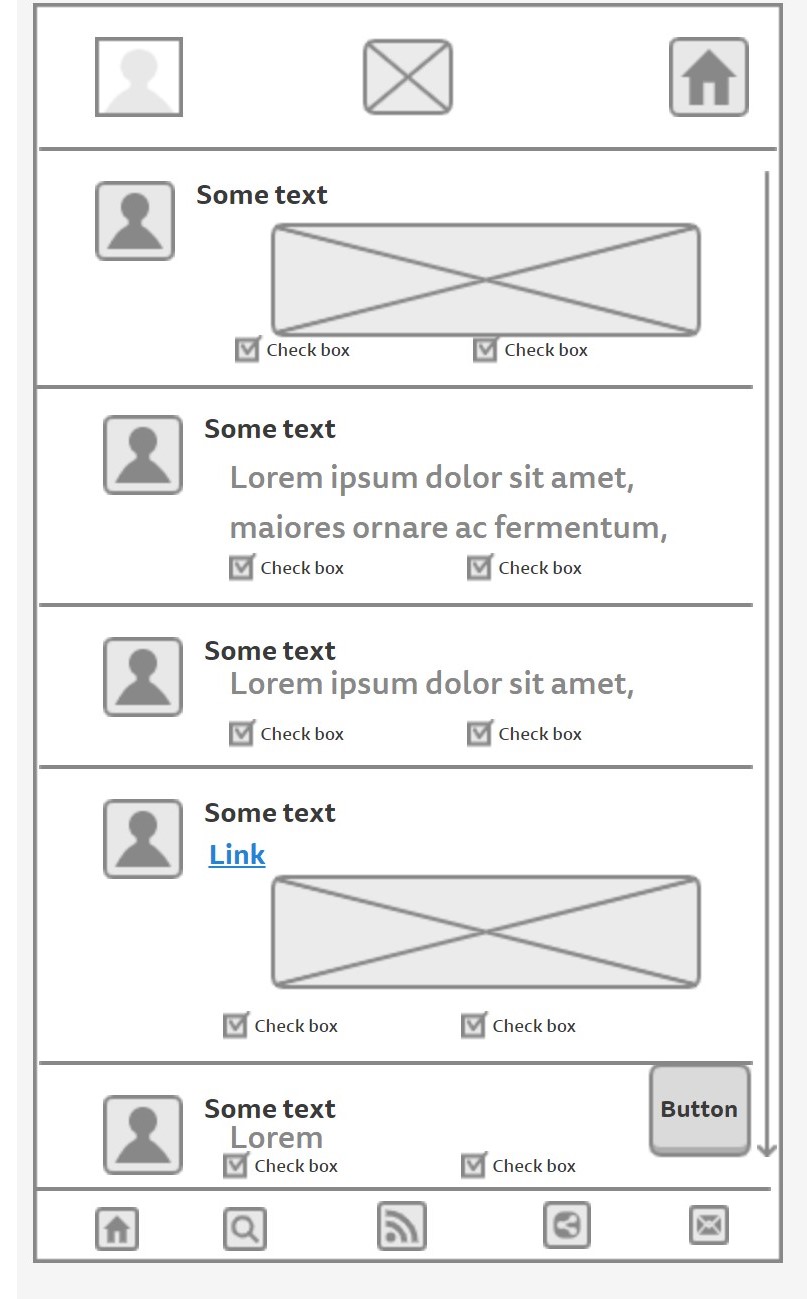 Some text
Check box Check box
Some text
Lorem ipsum dolor sit amet,
maiores ornare ac fermentum,
Check box Check box
Some text
Lorem ipsum dolor sit amet,
Check box Check box
Some text
Link
Check box Check box
Some text
Button
Lorem
Check box Check box